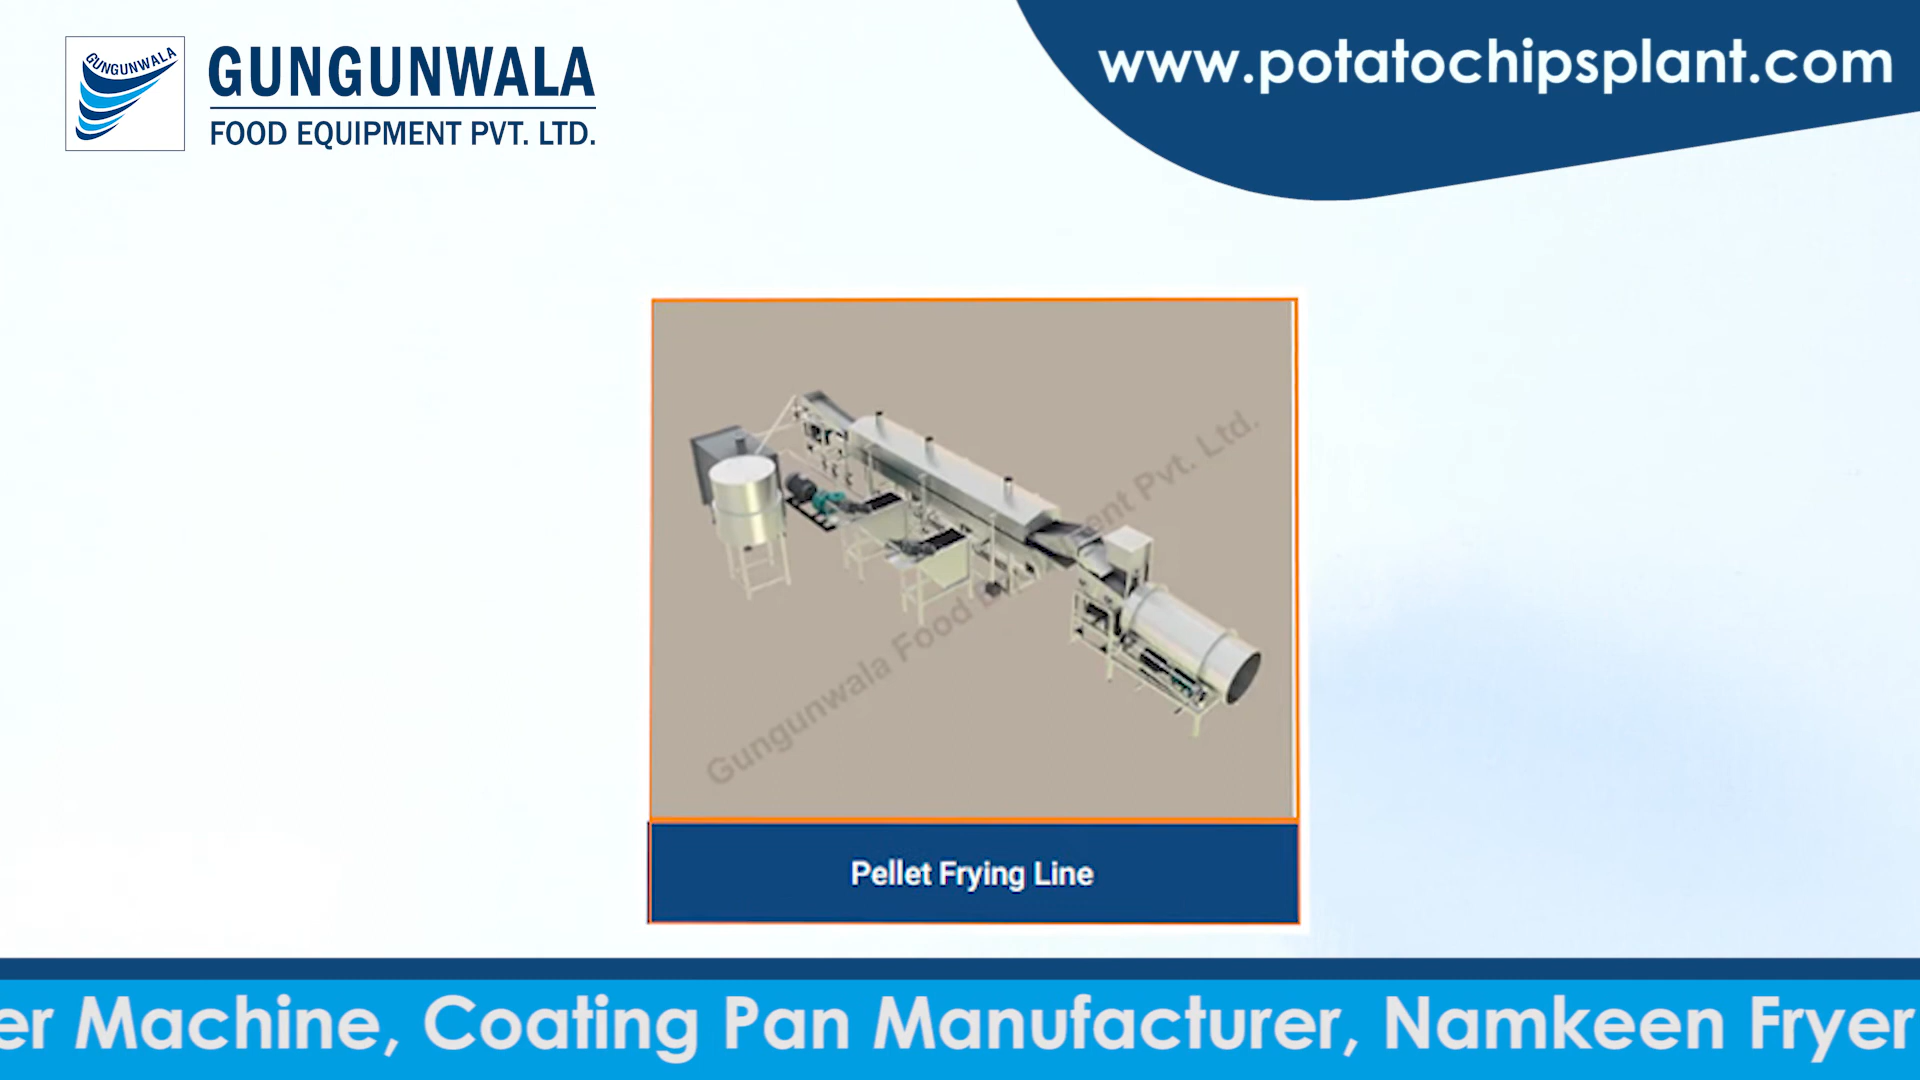 GUNGUNWALA
GUNGUNWALA
FOOD EQUIPMENT PVT. LTD.
www.potatochipsplant.com
Gungunwala Food Equipment Pvt. Ltd.
Pellet Frying Line
er Machine, Coating Pan Manufacturer, Namkeen Fryer